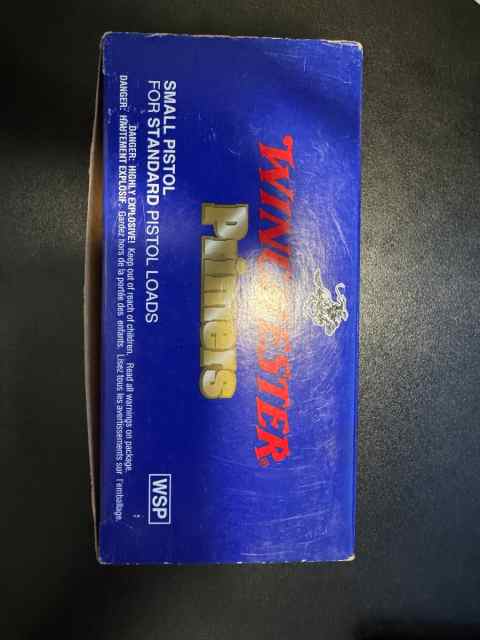 WINCHESTER®
Primers
SMALL PISTOL
FOR STANDARD PISTOL LOADS
WSP
DANGER: HIGHLY EXPLOSIVE! Keep out of reach of children. Read all warnings on package.
DANGER: HAUTEMENT EXPLOSIF. Gardez hors de la portée des enfants. Lisez tous les avertissements sur l'emballage.